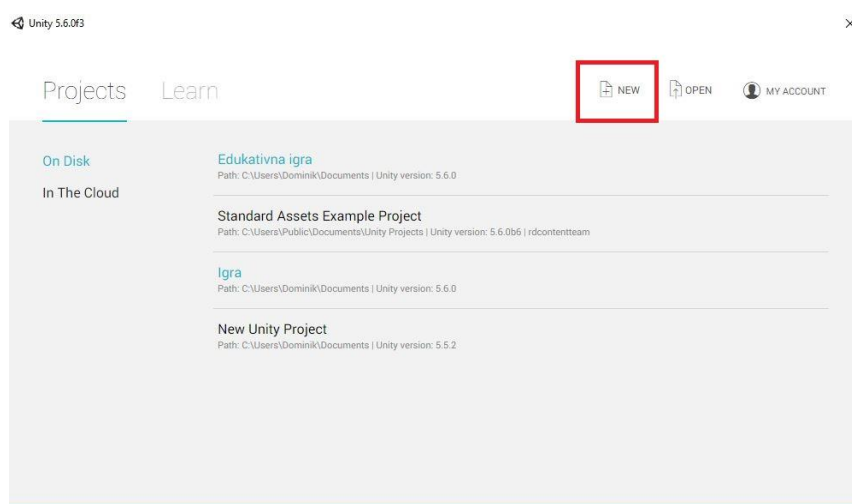 Unity 5.6.0f3
Projects Learn NEW OPEN MY ACCOUNT
On Disk
In The Cloud
Edukativna igra
Path: C:\Users\Dominik\Documents | Unity version: 5.6.0
Standard Assets Example Project
Path: C:\Users\Public\Documents\Unity Projects | Unity version: 5.6.0b6 | rdcontentteam
Igra
Path: C:\Users\Dominik\Documents | Unity version: 5.6.0
New Unity Project
Path: C:\Users\Dominik\Documents | Unity version: 5.5.2